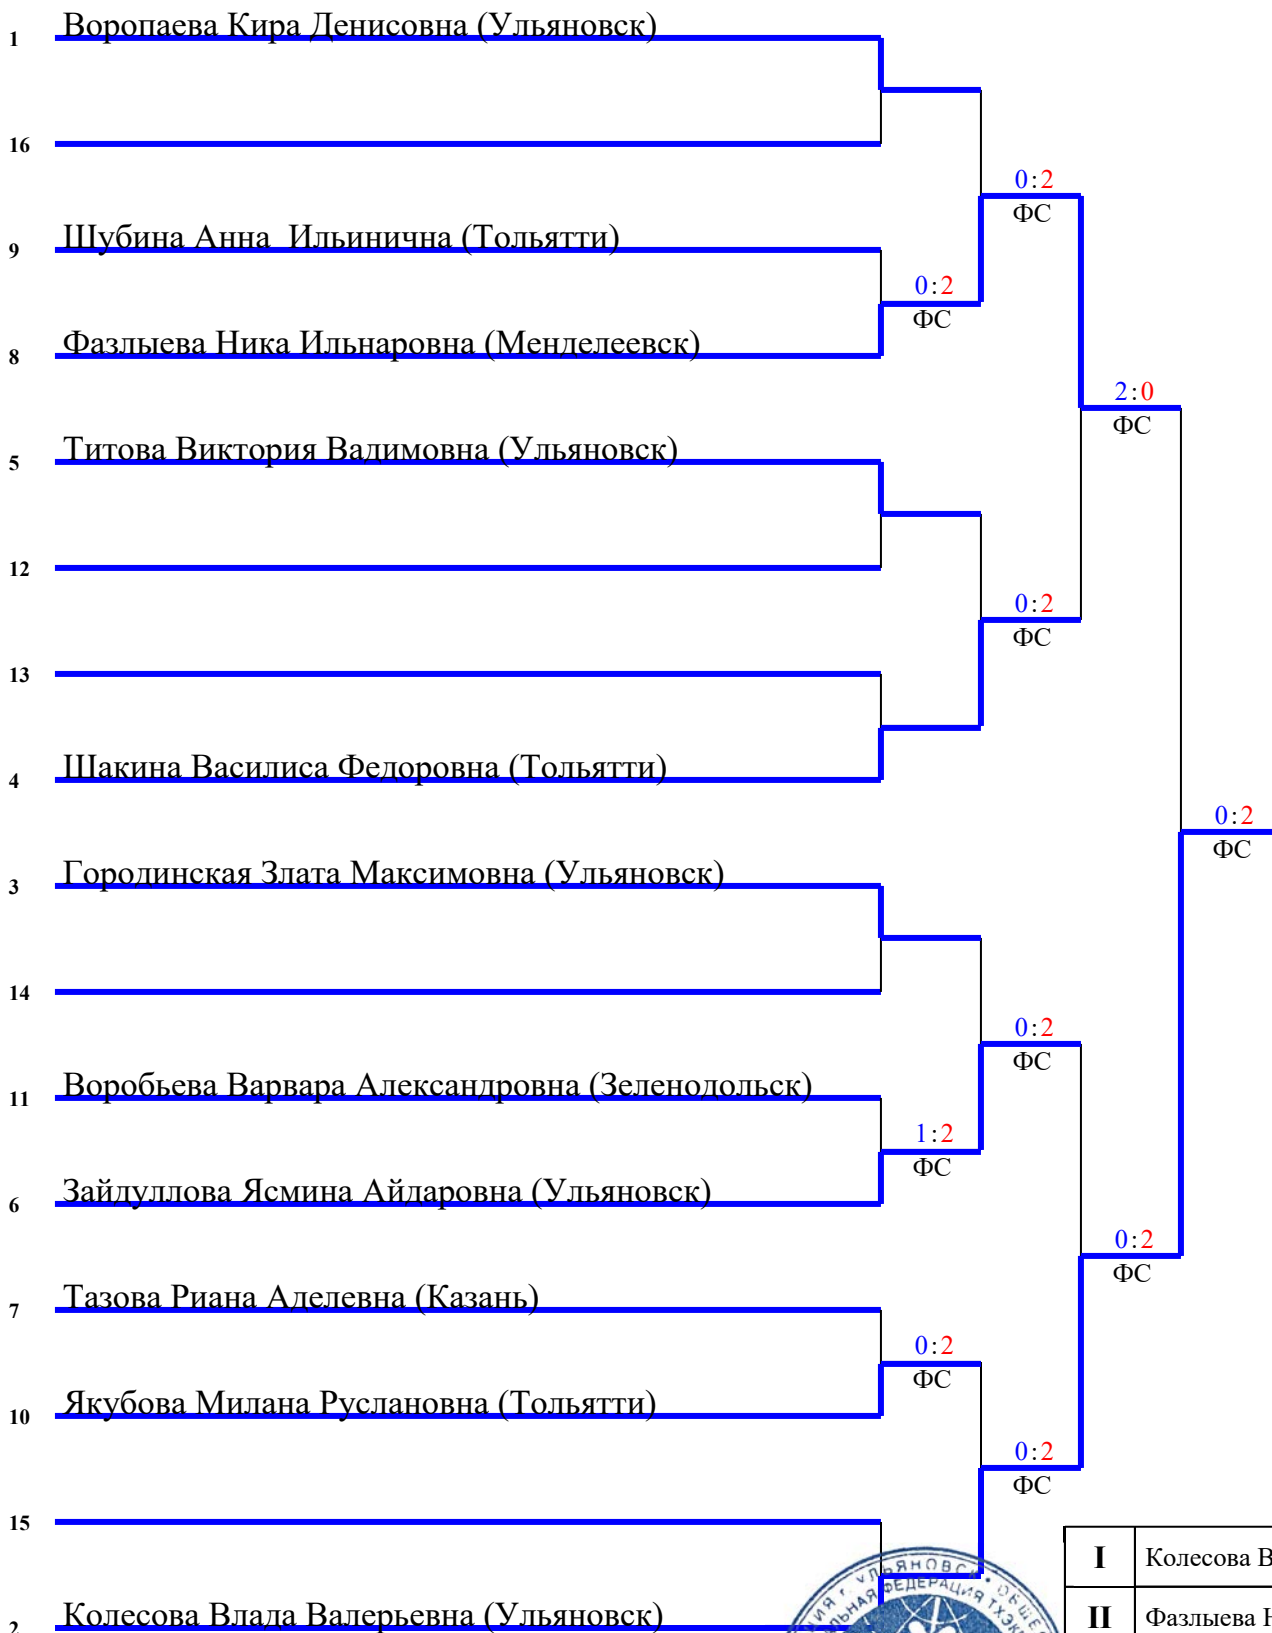 1 Воропаева Кира Денисовна (Ульяновск)
16
0:2
ФС
9 Шубина Анна Ильинична (Тольятти)
0:2
ФС
8 Фазлыева Ника Ильнаровна (Менделеевск)
2:0
ФС
5 Титова Виктория Вадимовна (Ульяновск)
12
0:2
ФС
13
4 Шакина Василиса Федоровна (Тольятти)
0:2
ФС
3 Городинская Злата Максимовна (Ульяновск)
14
0:2
ФС
11 Воробьева Варвара Александровна (Зеленодольск)
1:2
ФС
6 Зайдуллова Ясмина Айдаровна (Ульяновск)
0:2
ФС
7 Тазова Риана Аделевна (Казань)
0:2
ФС
10 Якубова Милана Руслановна (Тольятти)
0:2
ФС
15
I Колесова В
2 Колесова Влада Валерьевна (Ульяновск)
II Фазлыева Н